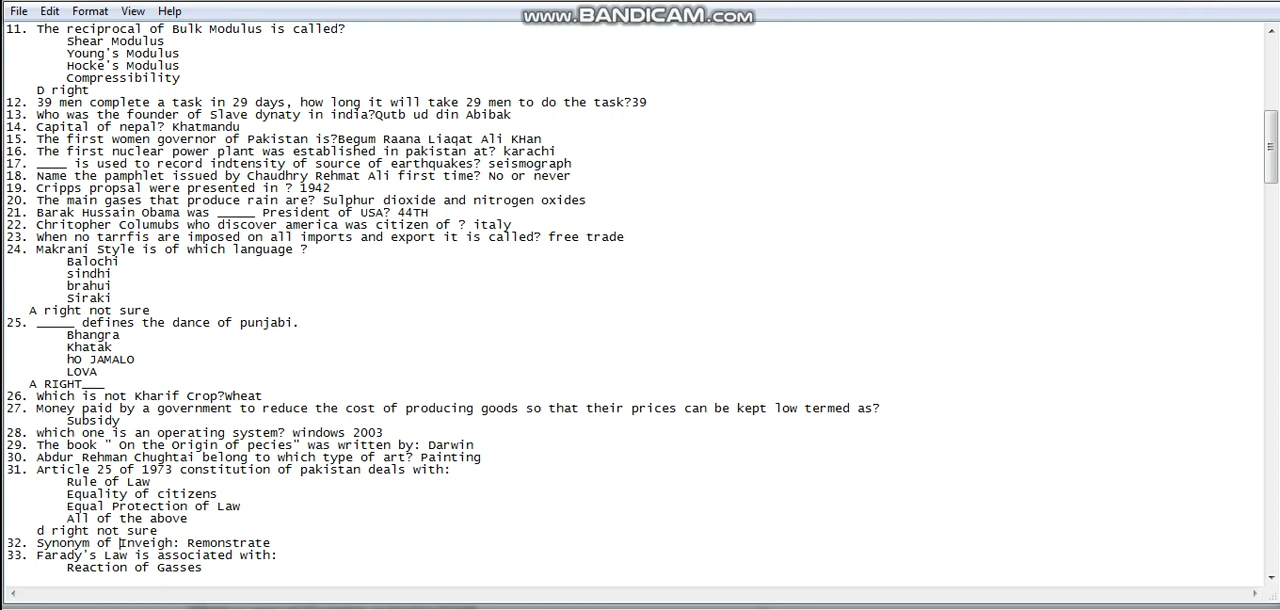 www.BANDICAM.com
File Edit Format View Help
11. The reciprocal of Bulk Modulus is called?
Shear Modulus
Young's Modulus
Hocke's Modulus
Compressibility
D right
12. 39 men complete a task in 29 days, how long it will take 29 men to do the task?39
13. Who was the founder of Slave dynaty in india?Qutb ud din Abibak
14. Capital of nepal? Khatmandu
15. The first women governor of Pakistan is?Begum Raana Liaqat Ali KHan
16. The first nuclear power plant was established in pakistan at? karachi
17. ____ is used to record indtensity of source of earthquakes? seismograph
18. Name the pamphlet issued by Chaudhry Rehmat Ali first time? No or never
19. Cripps propsal were presented in ? 1942
20. The main gases that produce rain are? Sulphur dioxide and nitrogen oxides
21. Barak Hussain Obama was _____ President of USA? 44TH
22. Chritopher Columubs who discover america was citizen of ? italy
23. When no tarrfis are imposed on all imports and export it is called? free trade
24. Makrani Style is of which language ?
Balochi
sindhi
brahui
Siraki
A right not sure
25. _____ defines the dance of punjabi.
Bhangra
Khatak
hO JAMALO
LOVA
A RIGHT___
26. Which is not Kharif Crop?Wheat
27. Money paid by a government to reduce the cost of producing goods so that their prices can be kept low termed as?
Subsidy
28. which one is an operating system? windows 2003
29. The book " On the Origin of pecies" was written by: Darwin
30. Abdur Rehman Chughtai belong to which type of art? Painting
31. Article 25 of 1973 constitution of pakistan deals with:
Rule of Law
Equality of citizens
Equal Protection of Law
All of the above
d right not sure
32. Synonym of Inveigh: Remonstrate
33. Farady's Law is associated with:
Reaction of Gasses